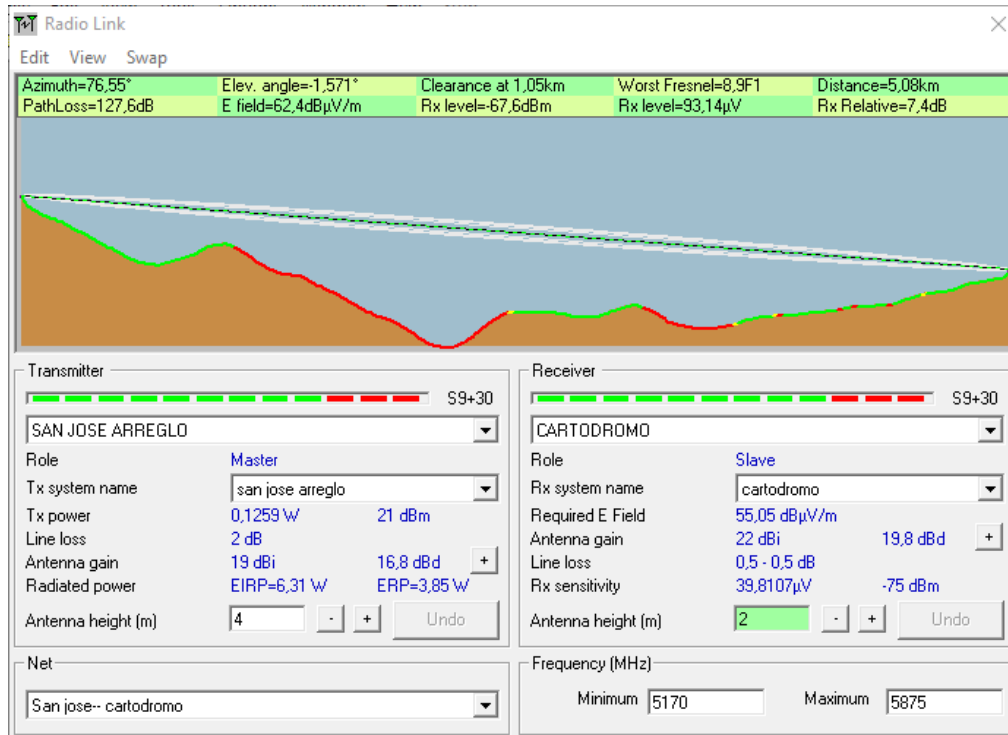 Radio Link
Edit View Swap
Azimuth=76,55° Elev. angle=-1,571° Clearance at 1,05km Worst Fresnel=8,9F1 Distance=5,08km
PathLoss=127,6dB E field=62,4dBµV/m Rx level=-67,6dBm Rx level=93,14µV Rx Relative=7,4dB
Transmitter
S9+30
SAN JOSE ARREGLO
Role Master
Tx system name san jose arreglo
Tx power 0,1259 W 21 dBm
Line loss 2 dB
Antenna gain 19 dBi 16,8 dBd +
Radiated power EIRP=6,31 W ERP=3,85 W
Antenna height (m) 4 - + Undo
Net
San jose-- cartodromo
Receiver
S9+30
CARTODROMO
Role Slave
Rx system name cartodromo
Required E Field 55,05 dBµV/m
Antenna gain 22 dBi 19,8 dBd +
Line loss 0,5 - 0,5 dB
Rx sensitivity 39,8107µV -75 dBm
Antenna height (m) 2 - + Undo
Frequency (MHz)
Minimum 5170 Maximum 5875